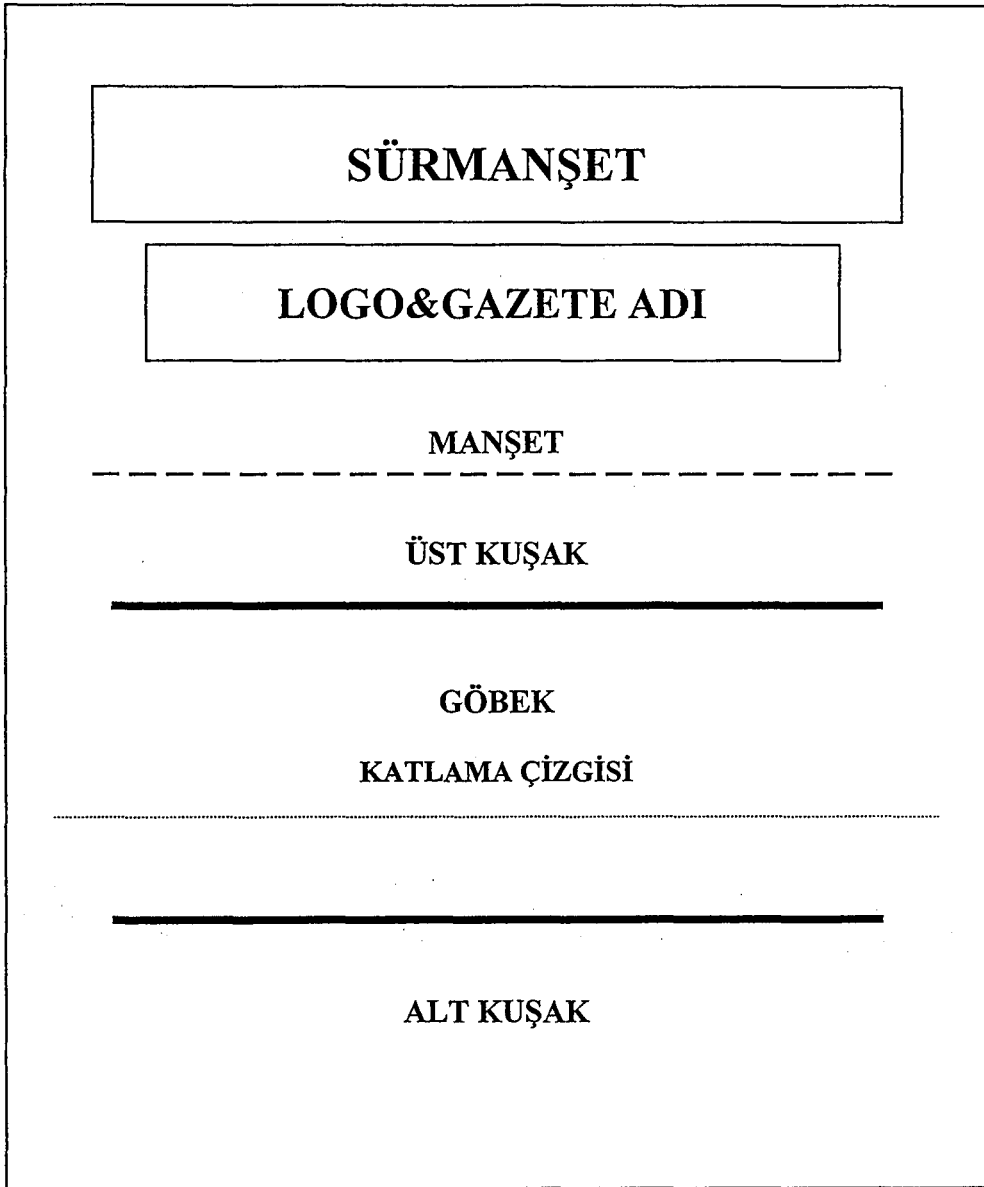 SÜRMANŞET
LOGO&GAZETE ADI
MANŞET
ÜST KUŞAK
GÖBEK
KATLAMA ÇİZGİSİ
ALT KUŞAK